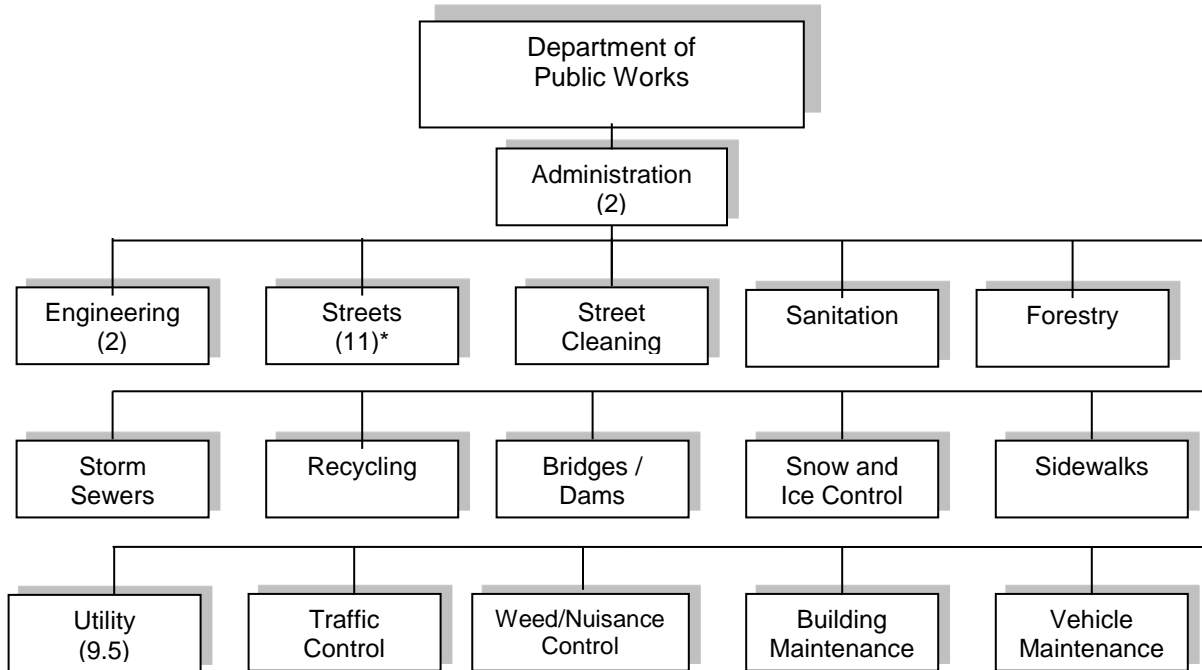 Department of
Public Works
Administration
(2)
Engineering
(2)
Streets
(11)*
Street
Cleaning
Sanitation
Forestry
Storm
Sewers
Recycling
Bridges /
Dams
Snow and
Ice Control
Sidewalks
Utility
(9.5)
Traffic
Control
Weed/Nuisance
Control
Building
Maintenance
Vehicle
Maintenance